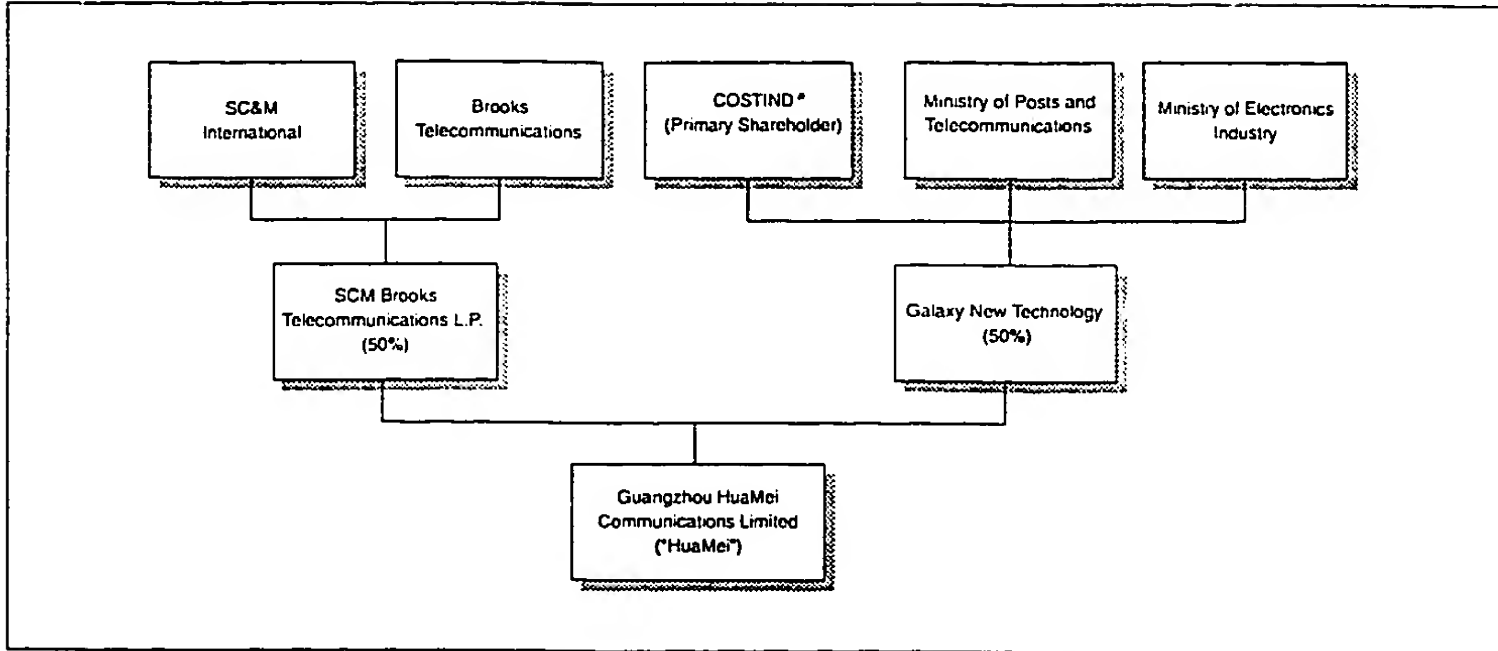 SC&M
International
Brooks
Telecommunications
COSTIND*
(Primary Shareholder)
Ministry of Posts and
Telecommunications
Ministry of Electronics
Industry
SCM Brooks
Telecommunications L.P.
(50%)
Galaxy New Technology
(50%)
Guangzhou HuaMei
Communications Limited
("HuaMei")